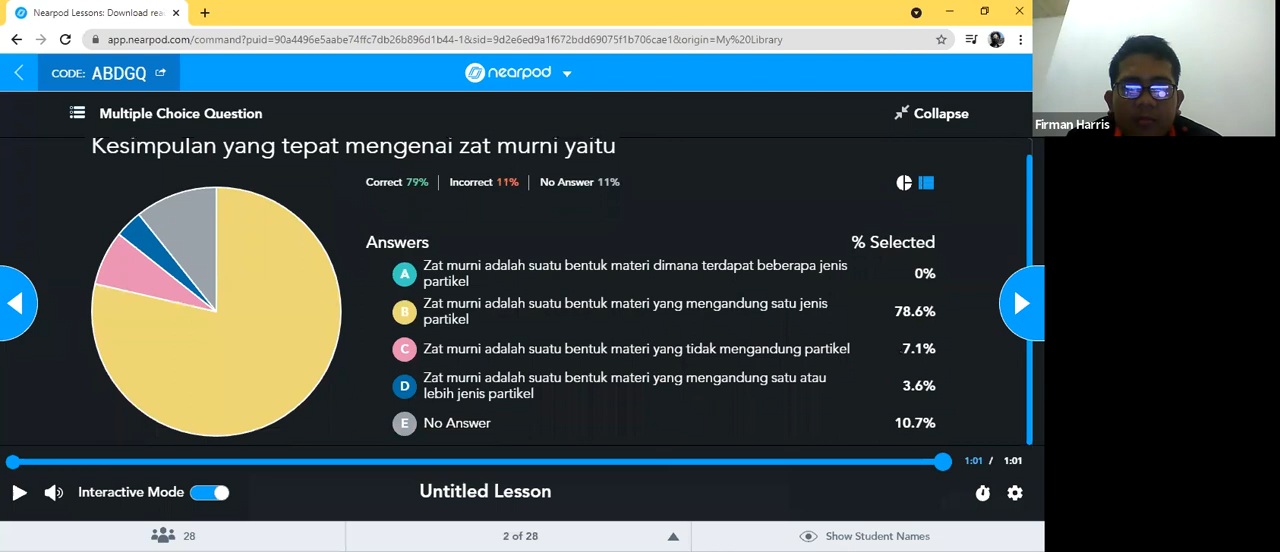 Nearpod Lessons: Download rea
app.nearpod.com/command?puid=90a4496e5aabe74ffc7db26b896d1b44-1&sid=9d2e6ed9a1f672bdd69075f1b706cae1&origin=My%20Library
CODE: ABDGQ
nearpod
Multiple Choice Question
Collapse
Firman Harris
Kesimpulan yang tepat mengenai zat murni yaitu
Correct 79% Incorrect 11% No Answer 11%
Answers % Selected
A Zat murni adalah suatu bentuk materi dimana terdapat beberapa jenis
partikel
0%
B Zat murni adalah suatu bentuk materi yang mengandung satu jenis
partikel
78.6%
C Zat murni adalah suatu bentuk materi yang tidak mengandung partikel 7.1%
D Zat murni adalah suatu bentuk materi yang mengandung satu atau
lebih jenis partikel
3.6%
E No Answer 10.7%
1:01 / 1:01
Interactive Mode
Untitled Lesson
28
2 of 28
Show Student Names